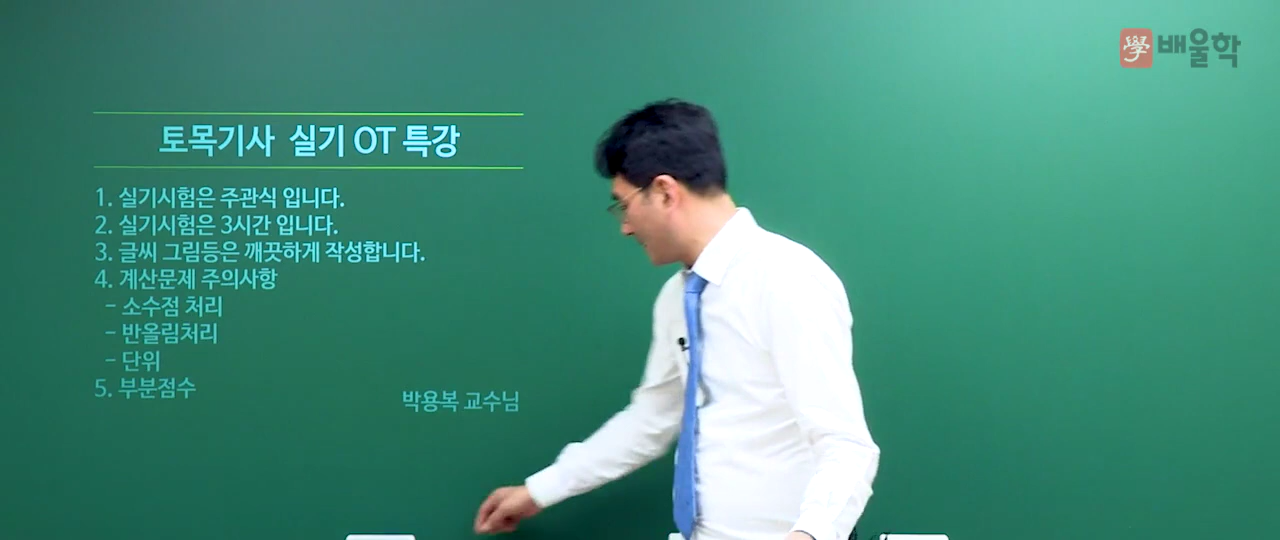 學 배울학
토목기사 실기 OT 특강
1. 실기시험은 주관식 입니다.
2. 실기시험은 3시간 입니다.
3. 글씨 그림등은 깨끗하게 작성합니다.
4. 계산문제 주의사항
- 소수점 처리
- 반올림처리
- 단위
5. 부분점수
박용복 교수님